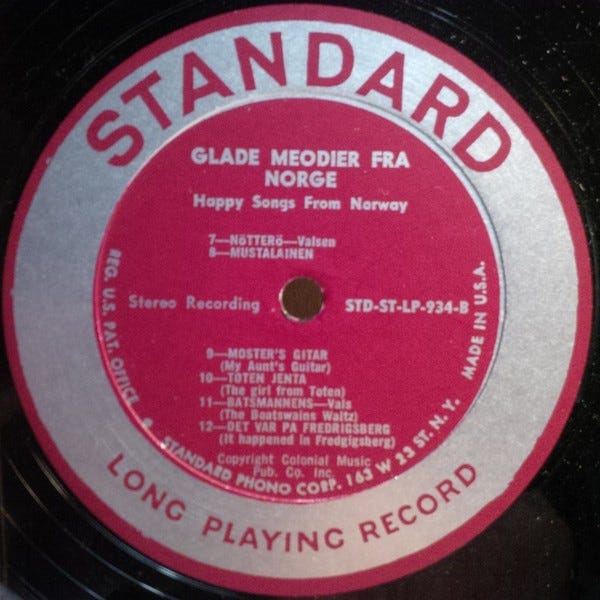 STANDARD
GLADE MEODIER FRA
NORGE
Happy Songs From Norway
7—NöTTERö—Valsen
8—MUSTALAINEN
Stereo Recording
STD-ST-LP-934-B
9—MOSTER'S GITAR
(My Aunt's Guitar)
10—TOTEN JENTA
(The girl from Toten)
11—BATSMANNENS—Vals
(The Boatswains Waltz)
12—DET VAR PA FREDRIGSBERG
(It happened in Fredgigsberg)
Copyright Colonial Music
Pub. Co. Inc.
REG. U.S. PAT. OFFICE
STANDARD PHONO CORP. 163 W 23 ST. N. Y.
MADE IN U.S.A.
LONG PLAYING RECORD